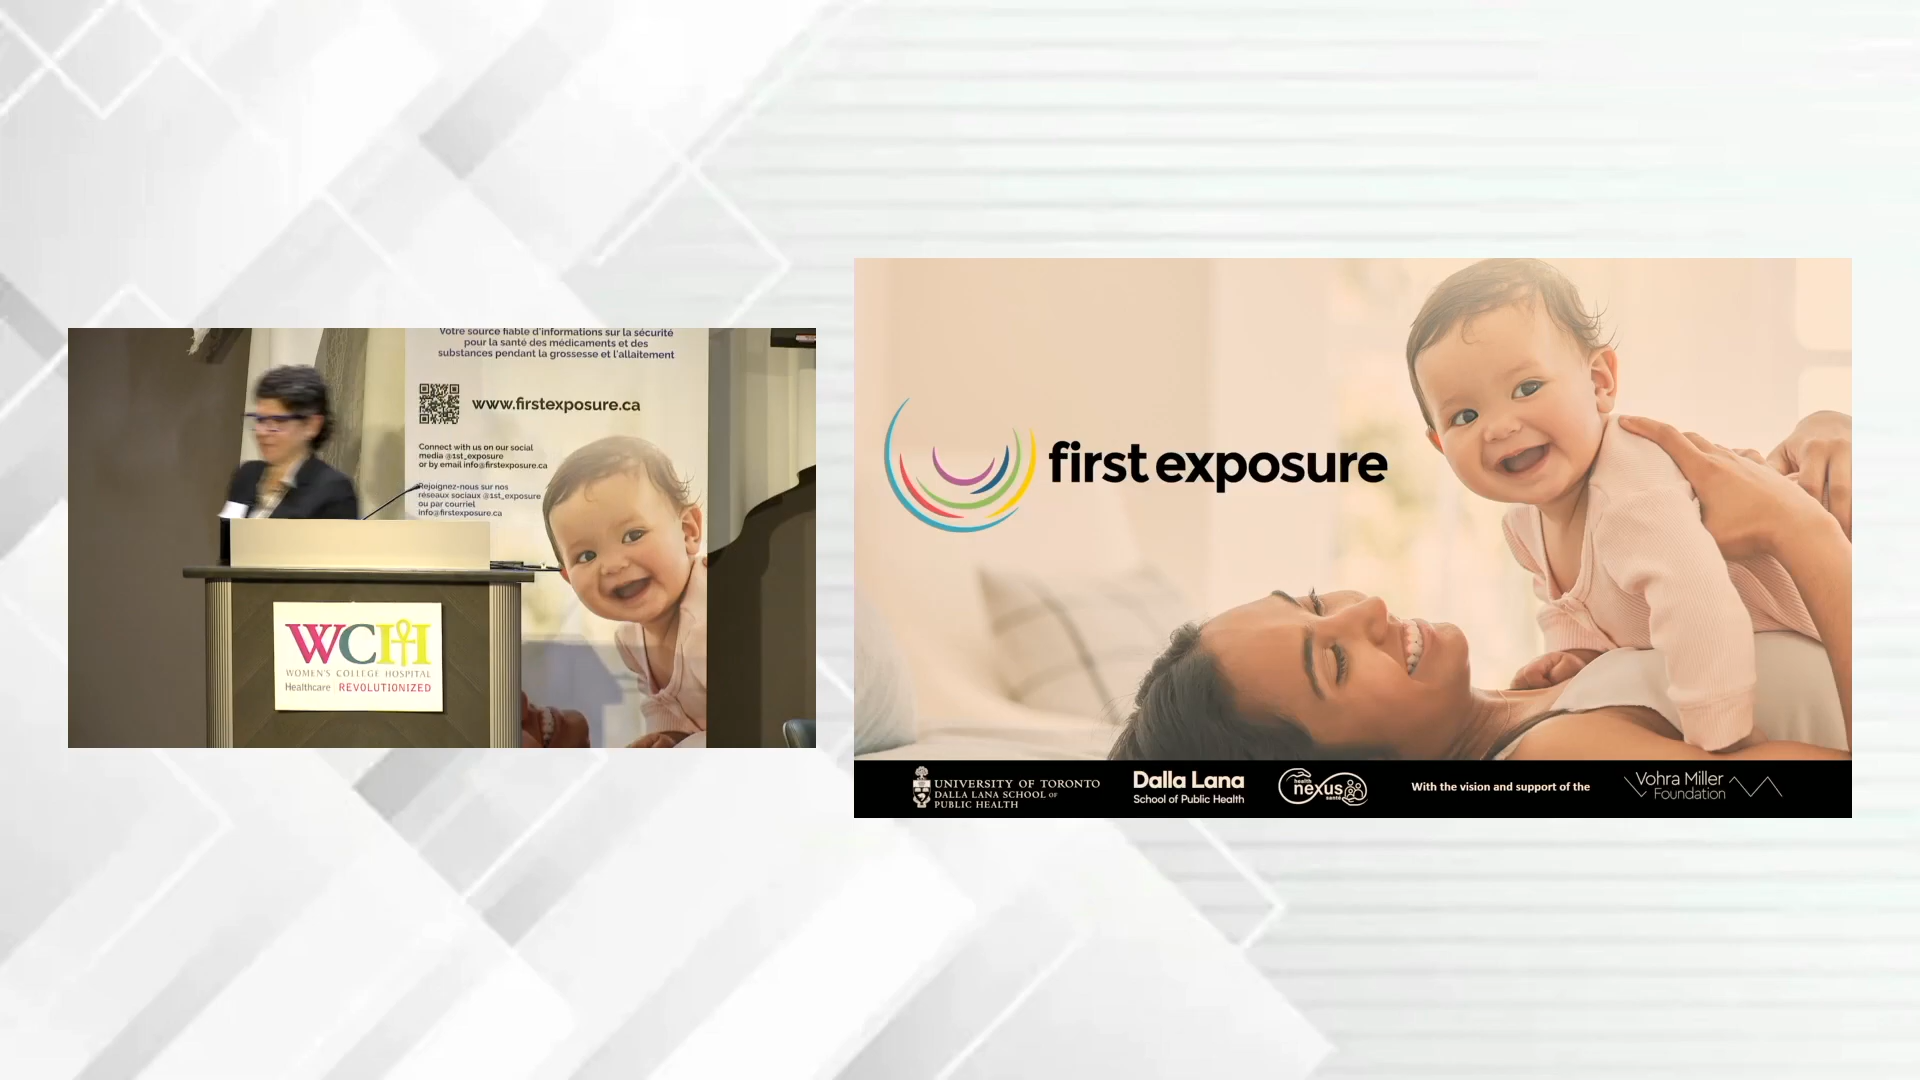 Votre source fiable d'informations sur la sécurité
pour la santé des médicaments et des
substances pendant la grossesse et l'allaitement
www.firstexposure.ca
Connect with us on our social
media @1st_exposure
or by email info@firstexposure.ca
Rejoignez-nous sur nos
réseaux sociaux @1st_exposure
ou par courriel
info@firstexposure.ca
WCH
WOMEN'S COLLEGE HOSPITAL
Healthcare REVOLUTIONIZED
first exposure
UNIVERSITY OF TORONTO
DALLA LANA SCHOOL OF
PUBLIC HEALTH
Dalla Lana
School of Public Health
health
nexus
santé
With the vision and support of the
Vohra Miller
Foundation